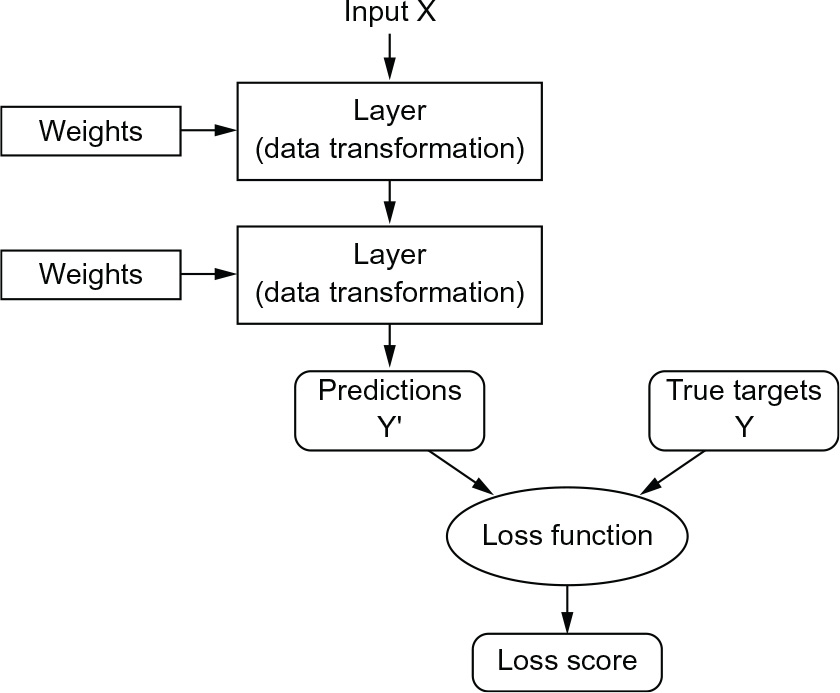 Input X
Weights
Layer
(data transformation)
Weights
Layer
(data transformation)
Predictions
Y'
True targets
Y
Loss function
Loss score